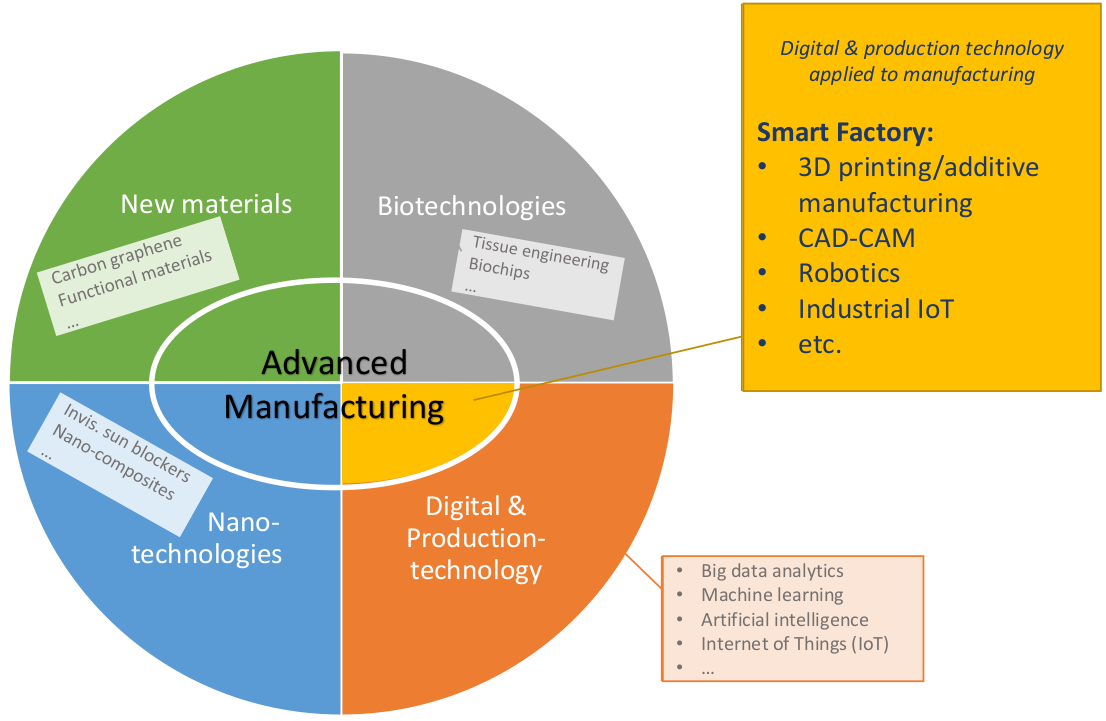 Digital & production technology
applied to manufacturing
Smart Factory:
• 3D printing/additive
manufacturing
• CAD-CAM
• Robotics
• Industrial IoT
• etc.
New materials
Carbon graphene
Functional materials
...
Biotechnologies
Tissue engineering
Biochips
...
Advanced
Manufacturing
Invis. sun blockers
Nano-composites
...
Nano-
technologies
Digital &
Production-
technology
• Big data analytics
• Machine learning
• Artificial intelligence
• Internet of Things (IoT)
• ...